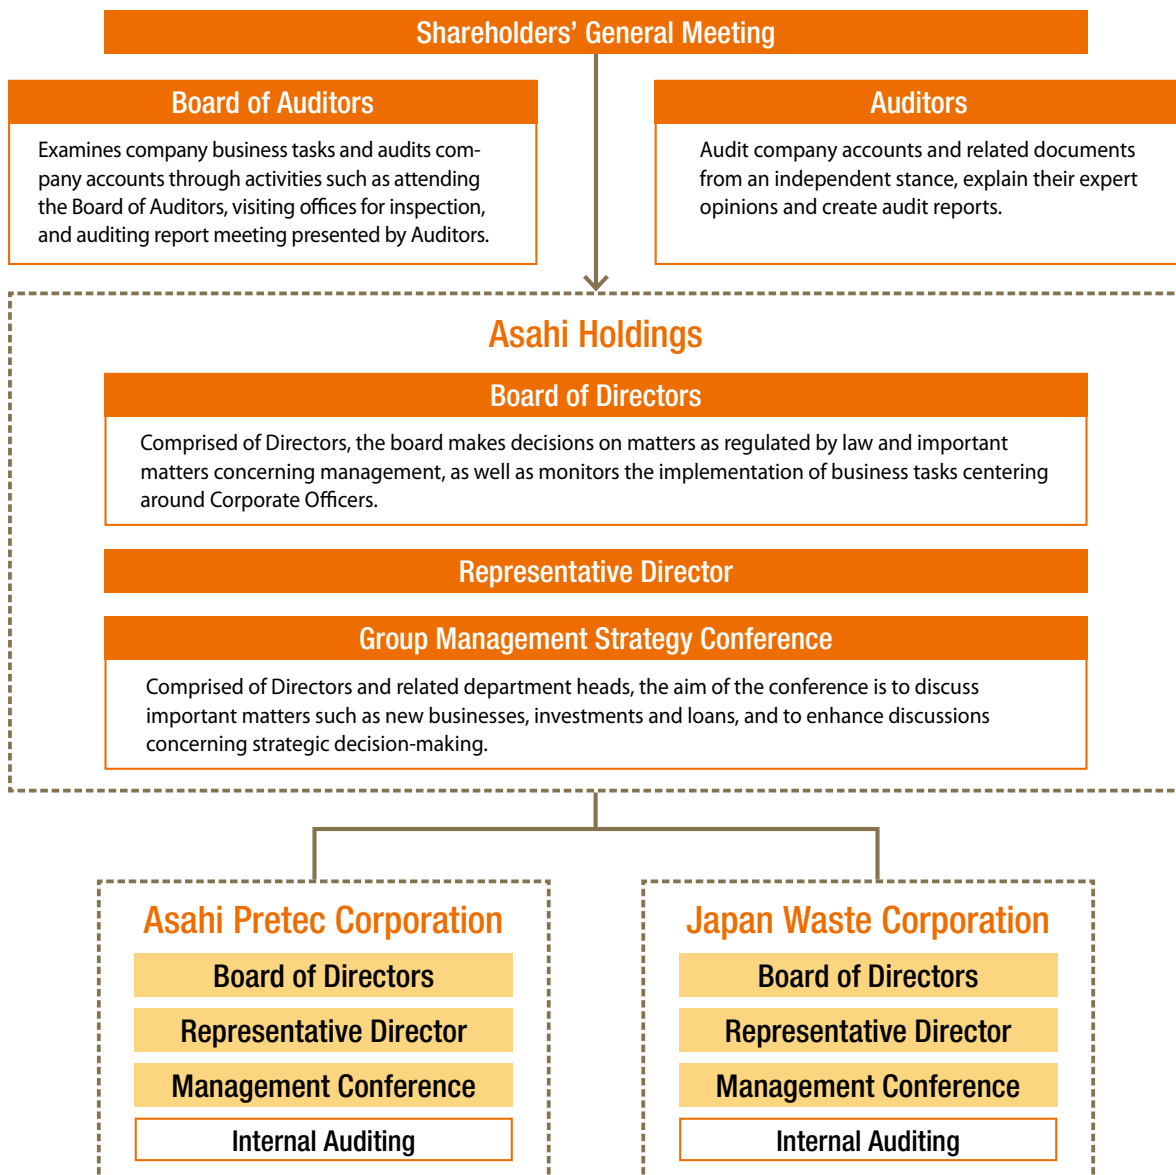 Shareholders’ General Meeting
Board of Auditors
Examines company business tasks and audits com-
pany accounts through activities such as attending
the Board of Auditors, visiting offices for inspection,
and auditing report meeting presented by Auditors.
Auditors
Audit company accounts and related documents
from an independent stance, explain their expert
opinions and create audit reports.
Asahi Holdings
Board of Directors
Comprised of Directors, the board makes decisions on matters as regulated by law and important
matters concerning management, as well as monitors the implementation of business tasks centering
around Corporate Officers.
Representative Director
Group Management Strategy Conference
Comprised of Directors and related department heads, the aim of the conference is to discuss
important matters such as new businesses, investments and loans, and to enhance discussions
concerning strategic decision-making.
Asahi Pretec Corporation
Board of Directors
Representative Director
Management Conference
Internal Auditing
Japan Waste Corporation
Board of Directors
Representative Director
Management Conference
Internal Auditing